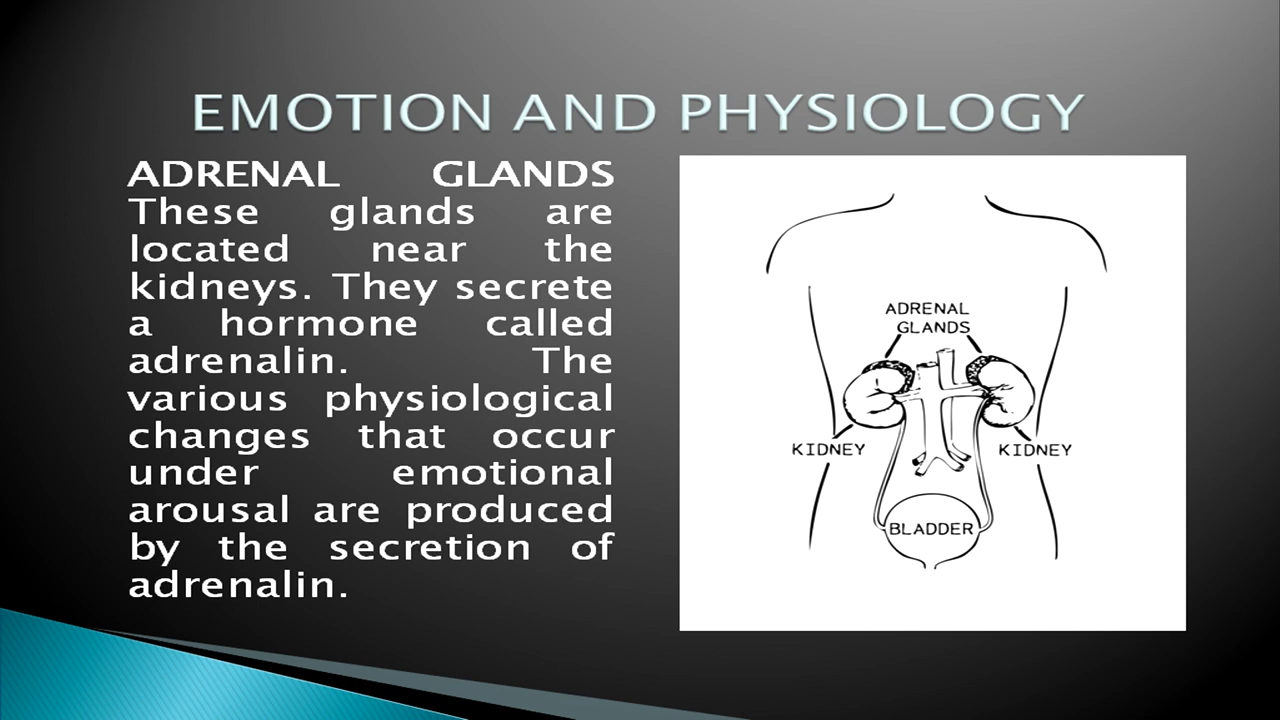 EMOTION AND PHYSIOLOGY
ADRENAL GLANDS
These glands are
located near the
kidneys. They secrete
a hormone called
adrenalin. The
various physiological
changes that occur
under emotional
arousal are produced
by the secretion of
adrenalin.
ADRENAL
GLANDS
KIDNEY
KIDNEY
BLADDER